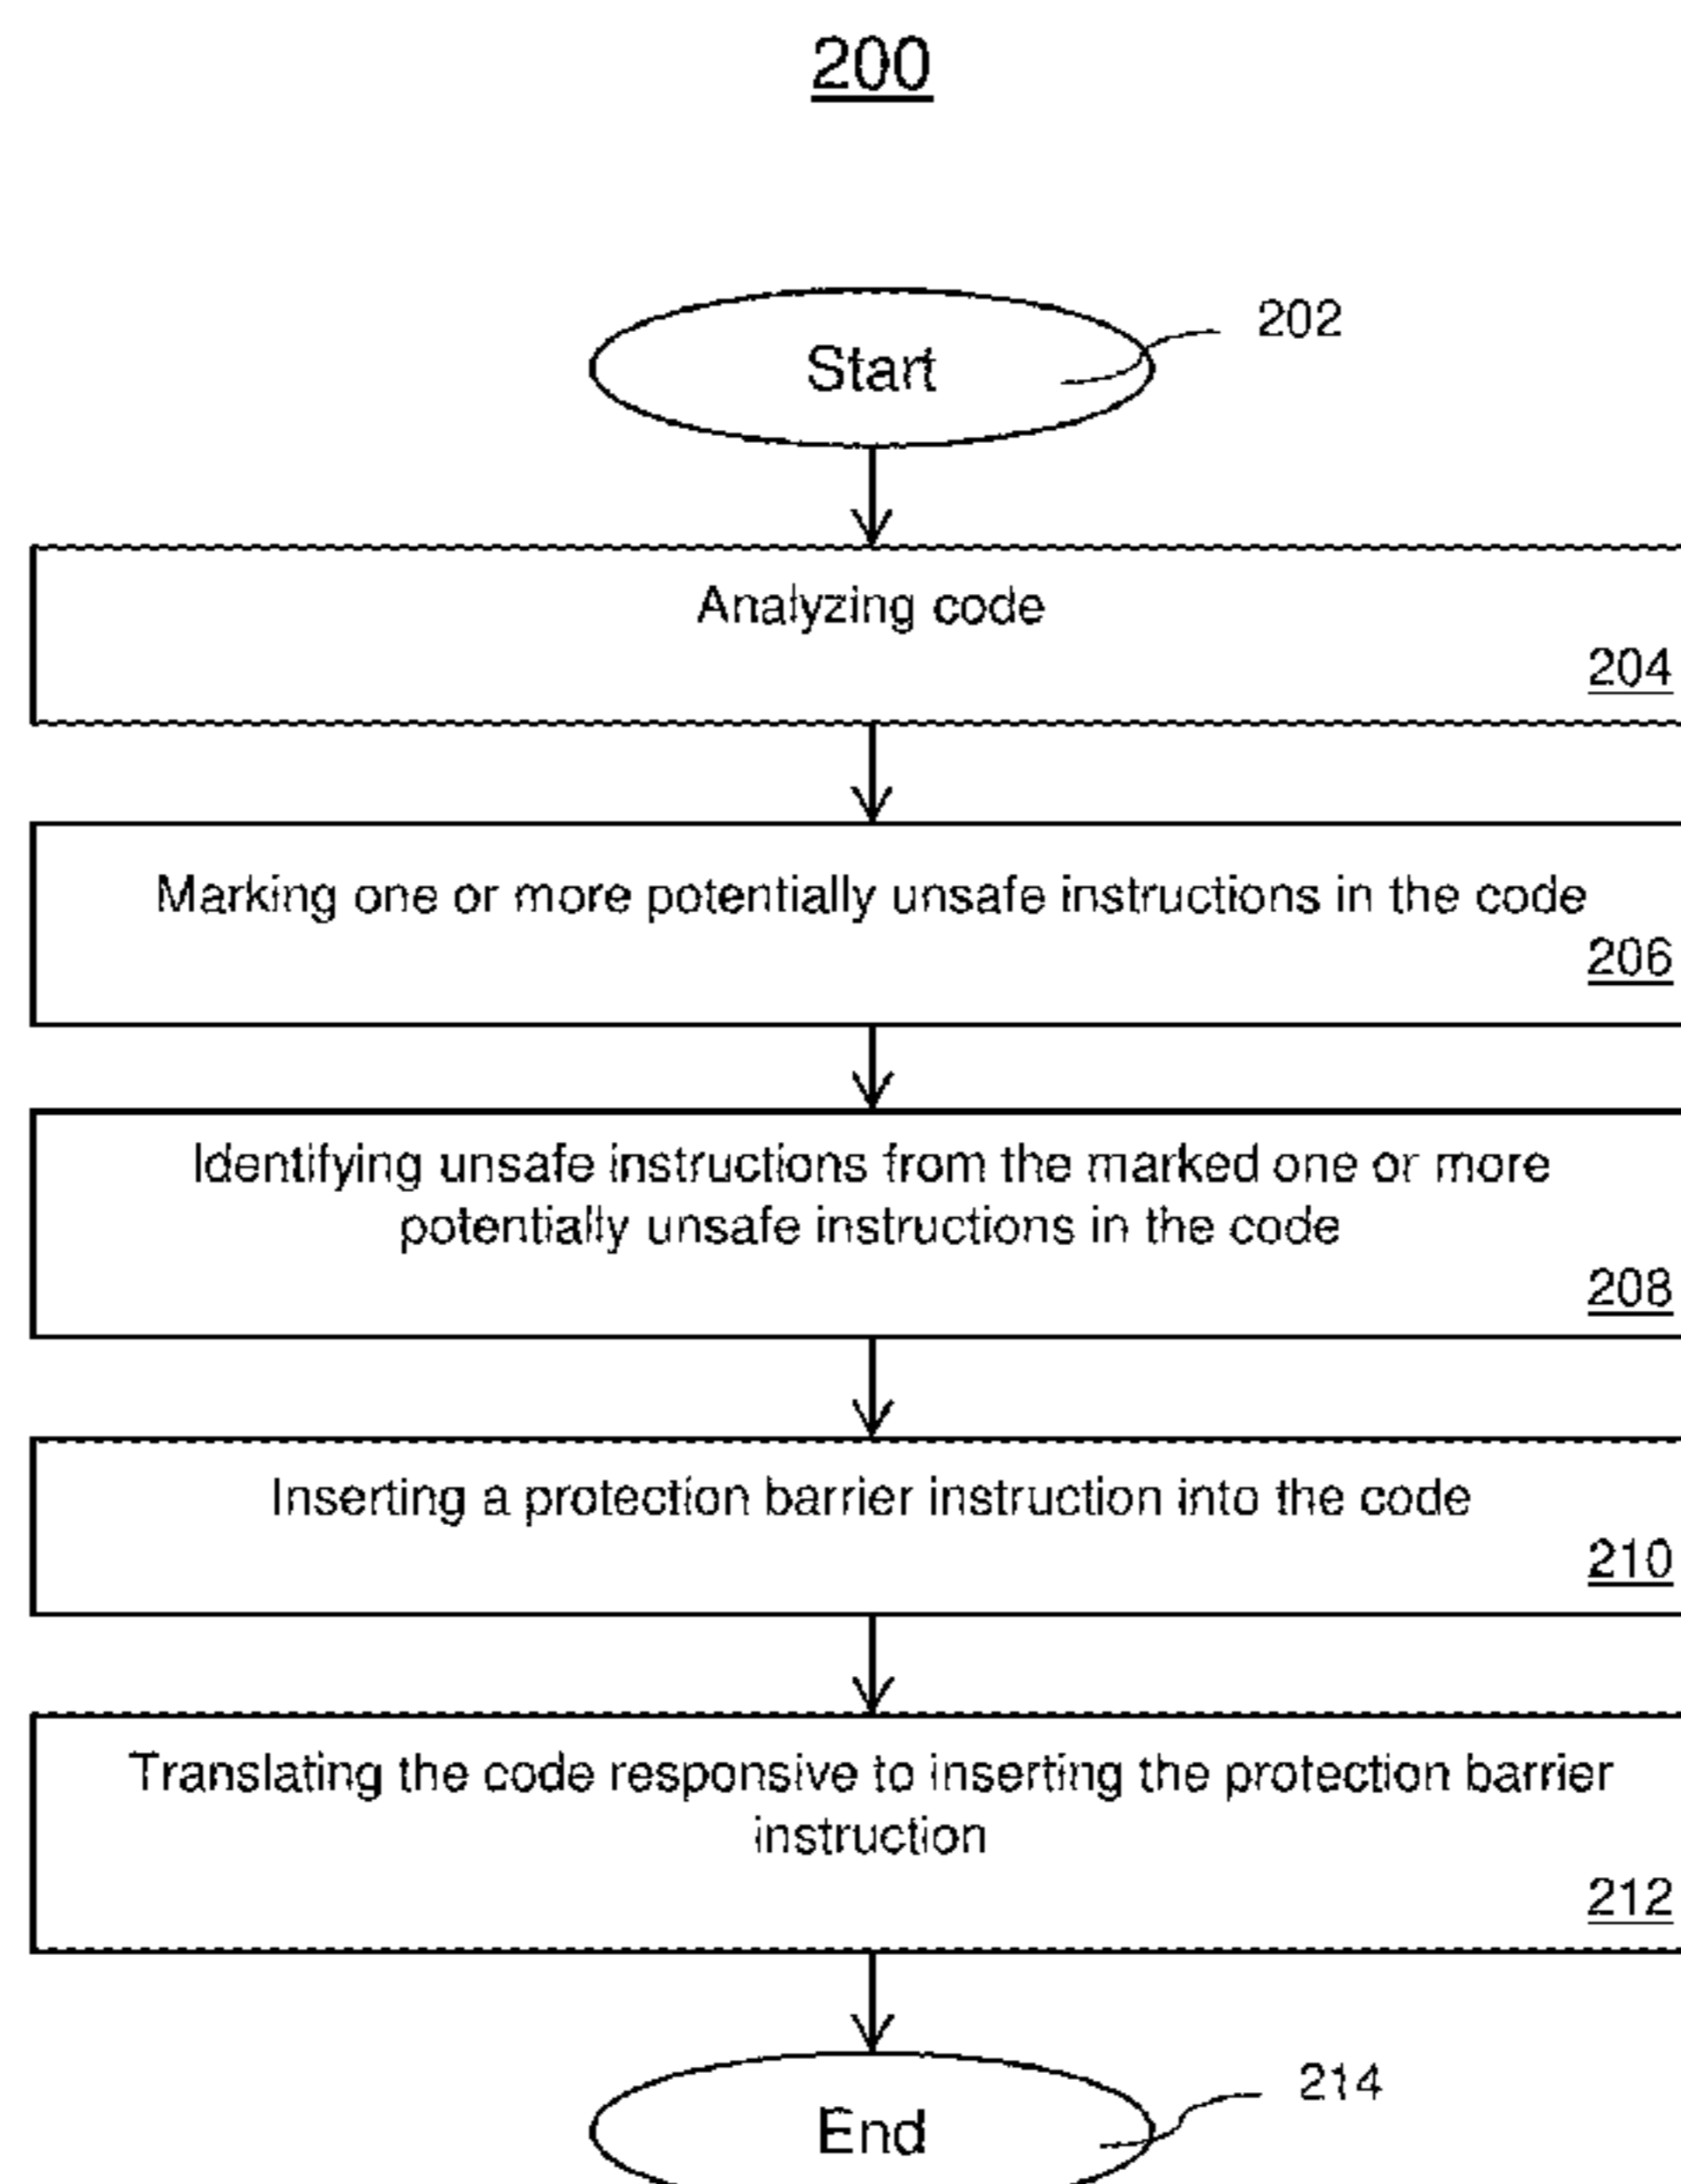 200
Start
202
Analyzing code
204
Marking one or more potentially unsafe instructions in the code
206
Identifying unsafe instructions from the marked one or more
potentially unsafe instructions in the code
208
Inserting a protection barrier instruction into the code
210
Translating the code responsive to inserting the protection barrier
instruction
212
End
214